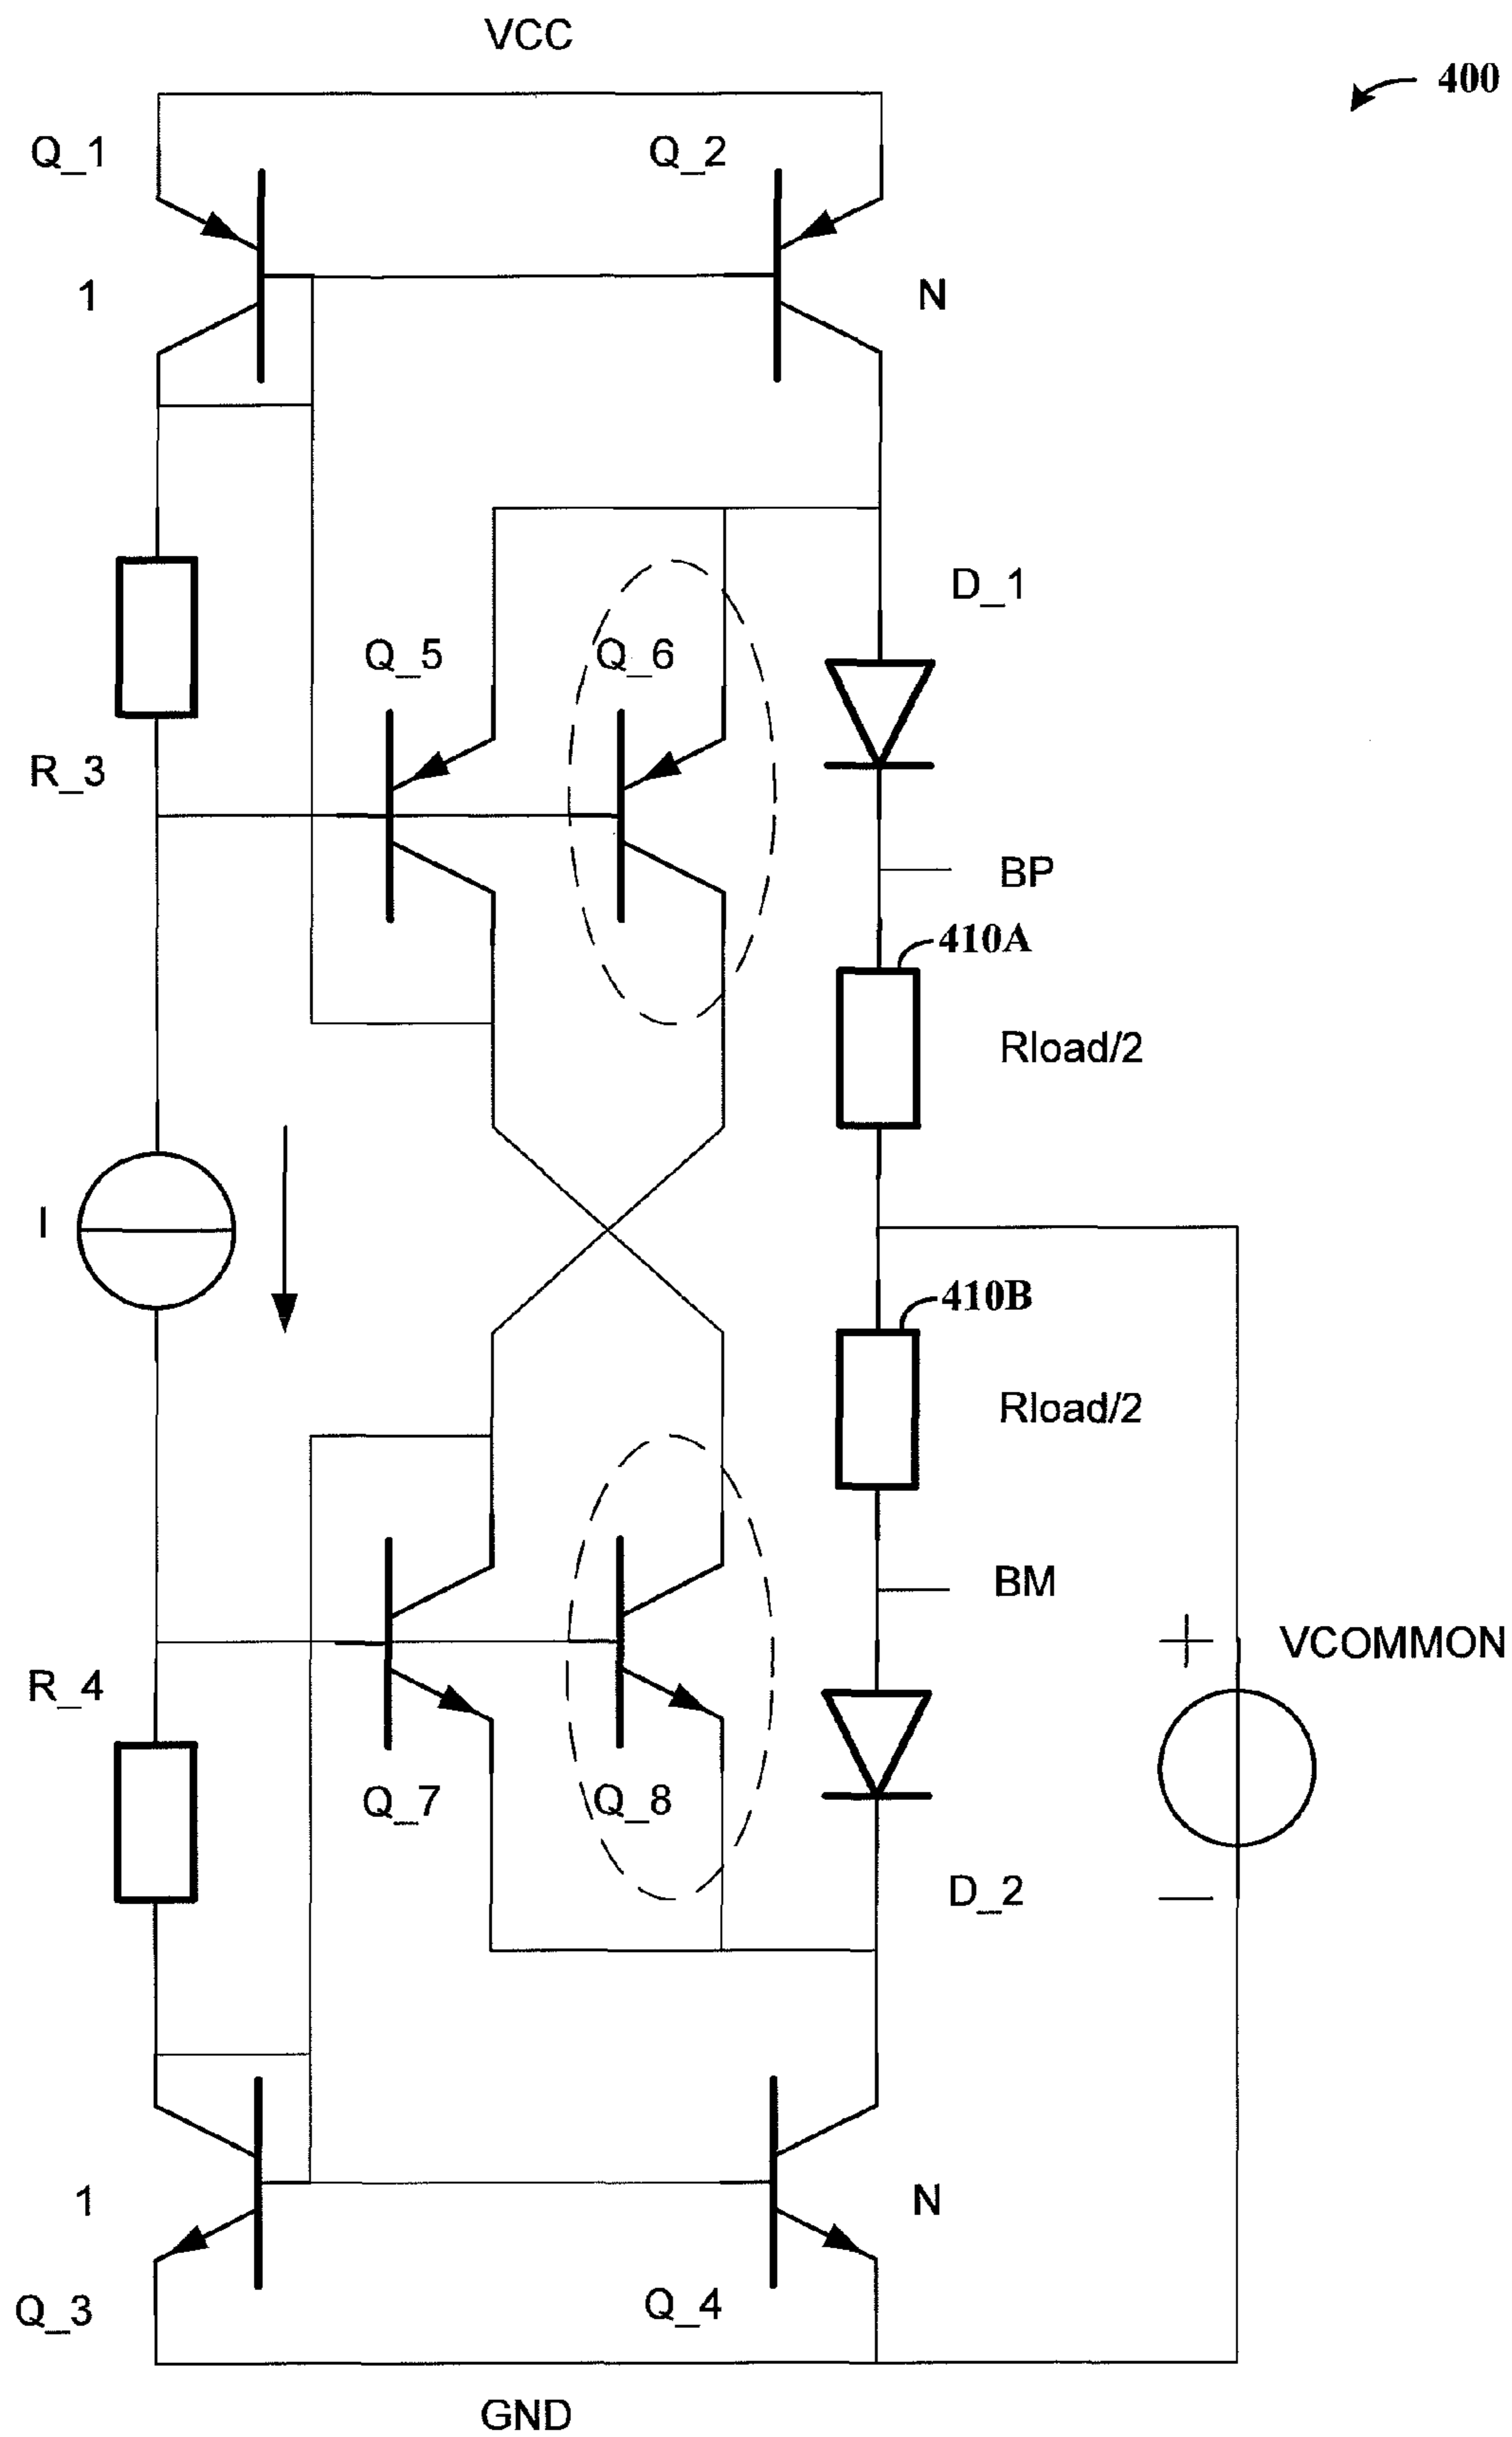 VCC
400
Q_1
Q_2
1
N
D_1
Q_5
Q_6
R_3
BP
410A
Rload/2
I
410B
Rload/2
BM
+
VCOMMON
R_4
Q_7
Q_8
D_2
—
1
N
Q_3
Q_4
GND